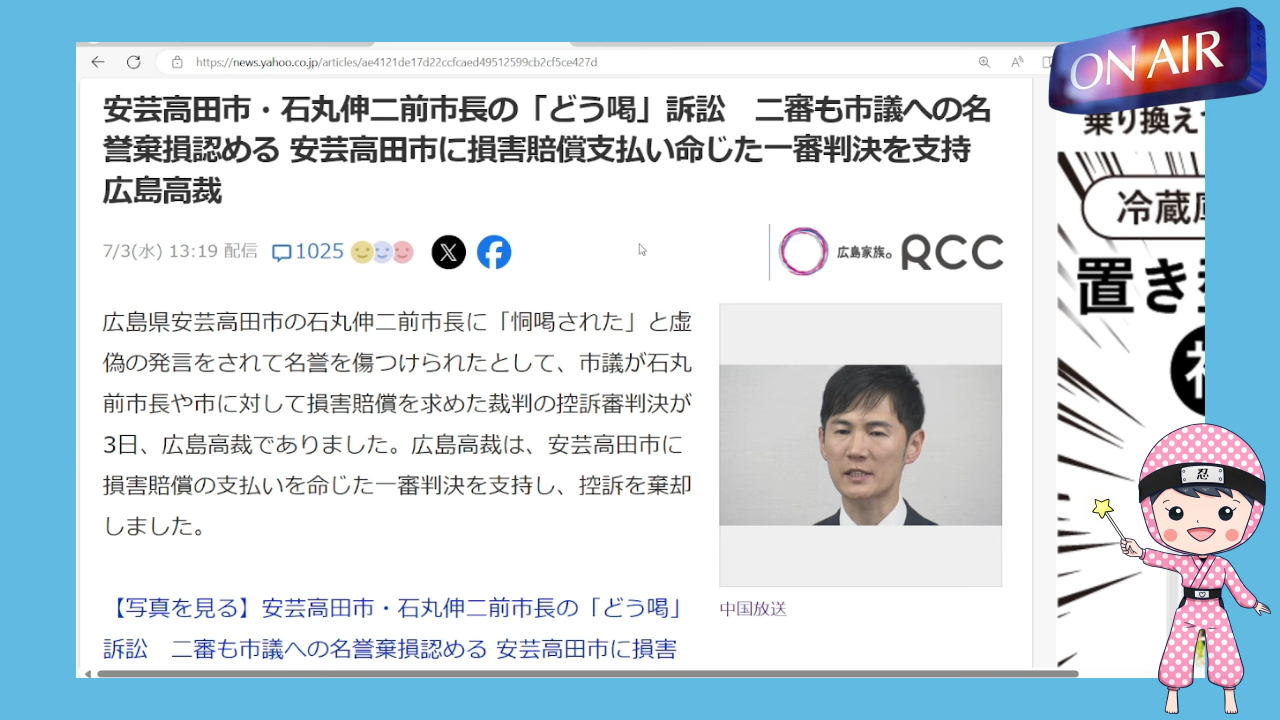 https://news.yahoo.co.jp/articles/ae4121de17d22ccfcaed49512599cb2cf5ce427d
ON AIR
安芸高田市・石丸伸二前市長の「どう喝」訴訟　二審も市議への名
誉棄損認める 安芸高田市に損害賠償支払い命じた一審判決を支持
広島高裁
7/3(水) 13:19 配信
1025
広島家族。
RCC
広島県安芸高田市の石丸伸二前市長に「恫喝された」と虚
偽の発言をされて名誉を傷つけられたとして、市議が石丸
前市長や市に対して損害賠償を求めた裁判の控訴審判決が
3日、広島高裁でありました。広島高裁は、安芸高田市に
損害賠償の支払いを命じた一審判決を支持し、控訴を棄却
しました。
【写真を見る】安芸高田市・石丸伸二前市長の「どう喝」
訴訟　二審も市議への名誉棄損認める 安芸高田市に損害
中国放送
乗り換え
冷蔵
置き
忍